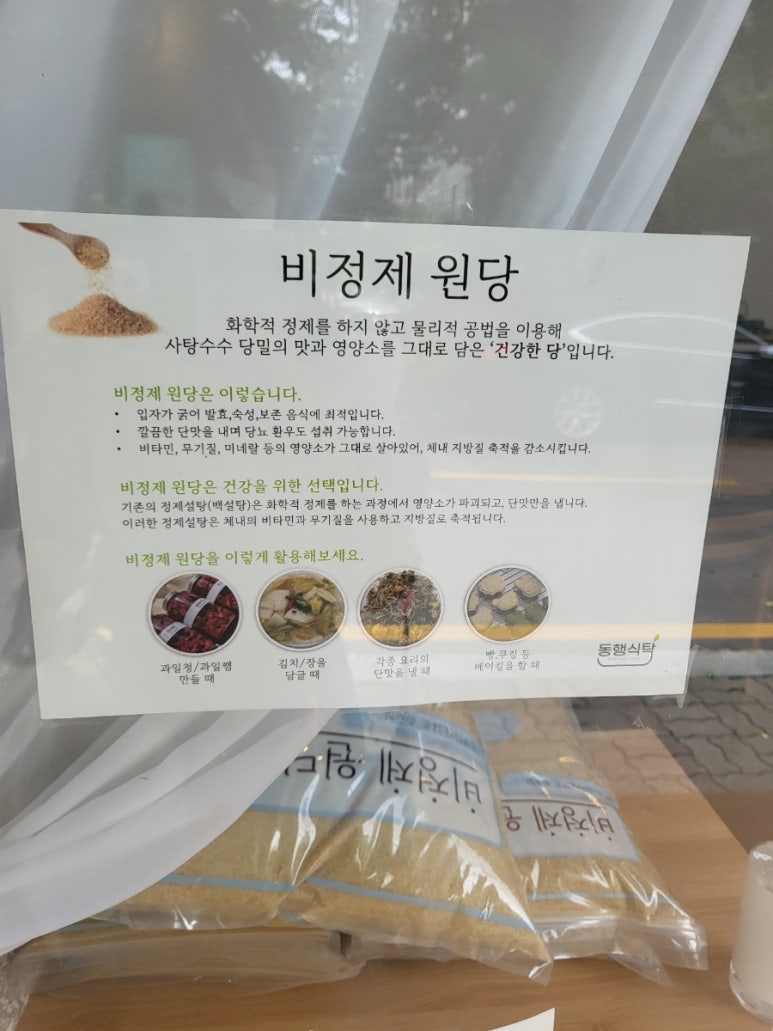 비정제 원당
화학적 정제를 하지 않고 물리적 공법을 이용해
사탕수수 당밀의 맛과 영양소를 그대로 담은 '건강한 당'입니다.
비정제 원당은 이렇습니다.
• 입자가 굵어 발효,숙성,보존 음식에 최적입니다.
• 깔끔한 단맛을 내며 당뇨 환우도 섭취 가능합니다.
• 비타민, 무기질, 미네랄 등의 영양소가 그대로 살아있어, 체내 지방질 축적을 감소시킵니다.
비정제 원당은 건강을 위한 선택입니다.
기존의 정제설탕(백설탕)은 화학적 정제를 하는 과정에서 영양소가 파괴되고, 단맛만을 냅니다.
이러한 정제설탕은 체내의 비타민과 무기질을 사용하고 지방질로 축적됩니다.
비정제 원당을 이렇게 활용해보세요.
과일청/과일쨈
만들 때
김치/장을
담글 때
각종 요리의
단맛을 낼 때
빵,쿠킹 등
베이킹을 할 때
동행식탁
비정제 원당
비정제 원